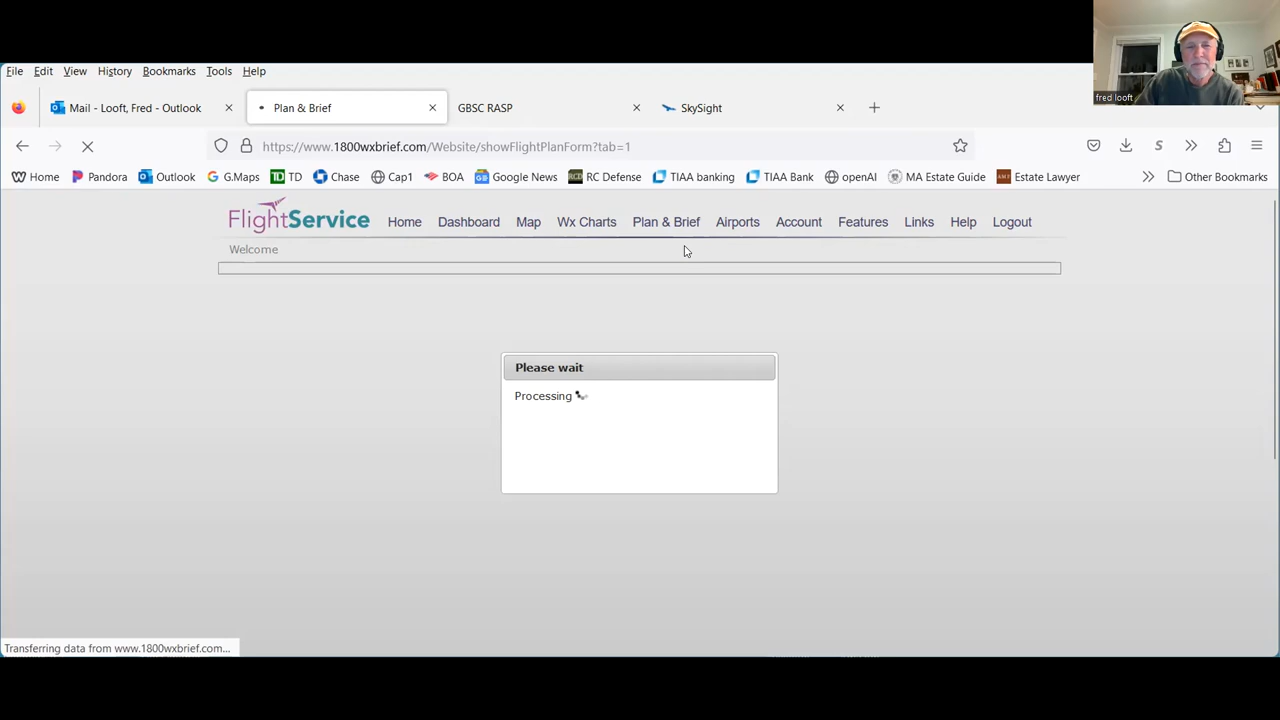 fred looft
File Edit View History Bookmarks Tools Help
Mail - Looft, Fred - Outlook Plan & Brief GBSC RASP SkySight
https://www.1800wxbrief.com/Website/showFlightPlanForm?tab=1
Home Pandora Outlook G.Maps TD Chase Cap1 BOA Google News RC Defense TIAA banking TIAA Bank openAI MA Estate Guide Estate Lawyer Other Bookmarks
FlightService Home Dashboard Map Wx Charts Plan & Brief Airports Account Features Links Help Logout
Welcome
Please wait
Processing
Transferring data from www.1800wxbrief.com...